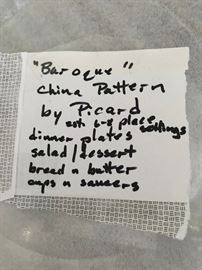 "Baroque"
China Pattern
by Picard
est. 6-8 place settings
dinner plates
salad/dessert
bread n butter
cups n saucers